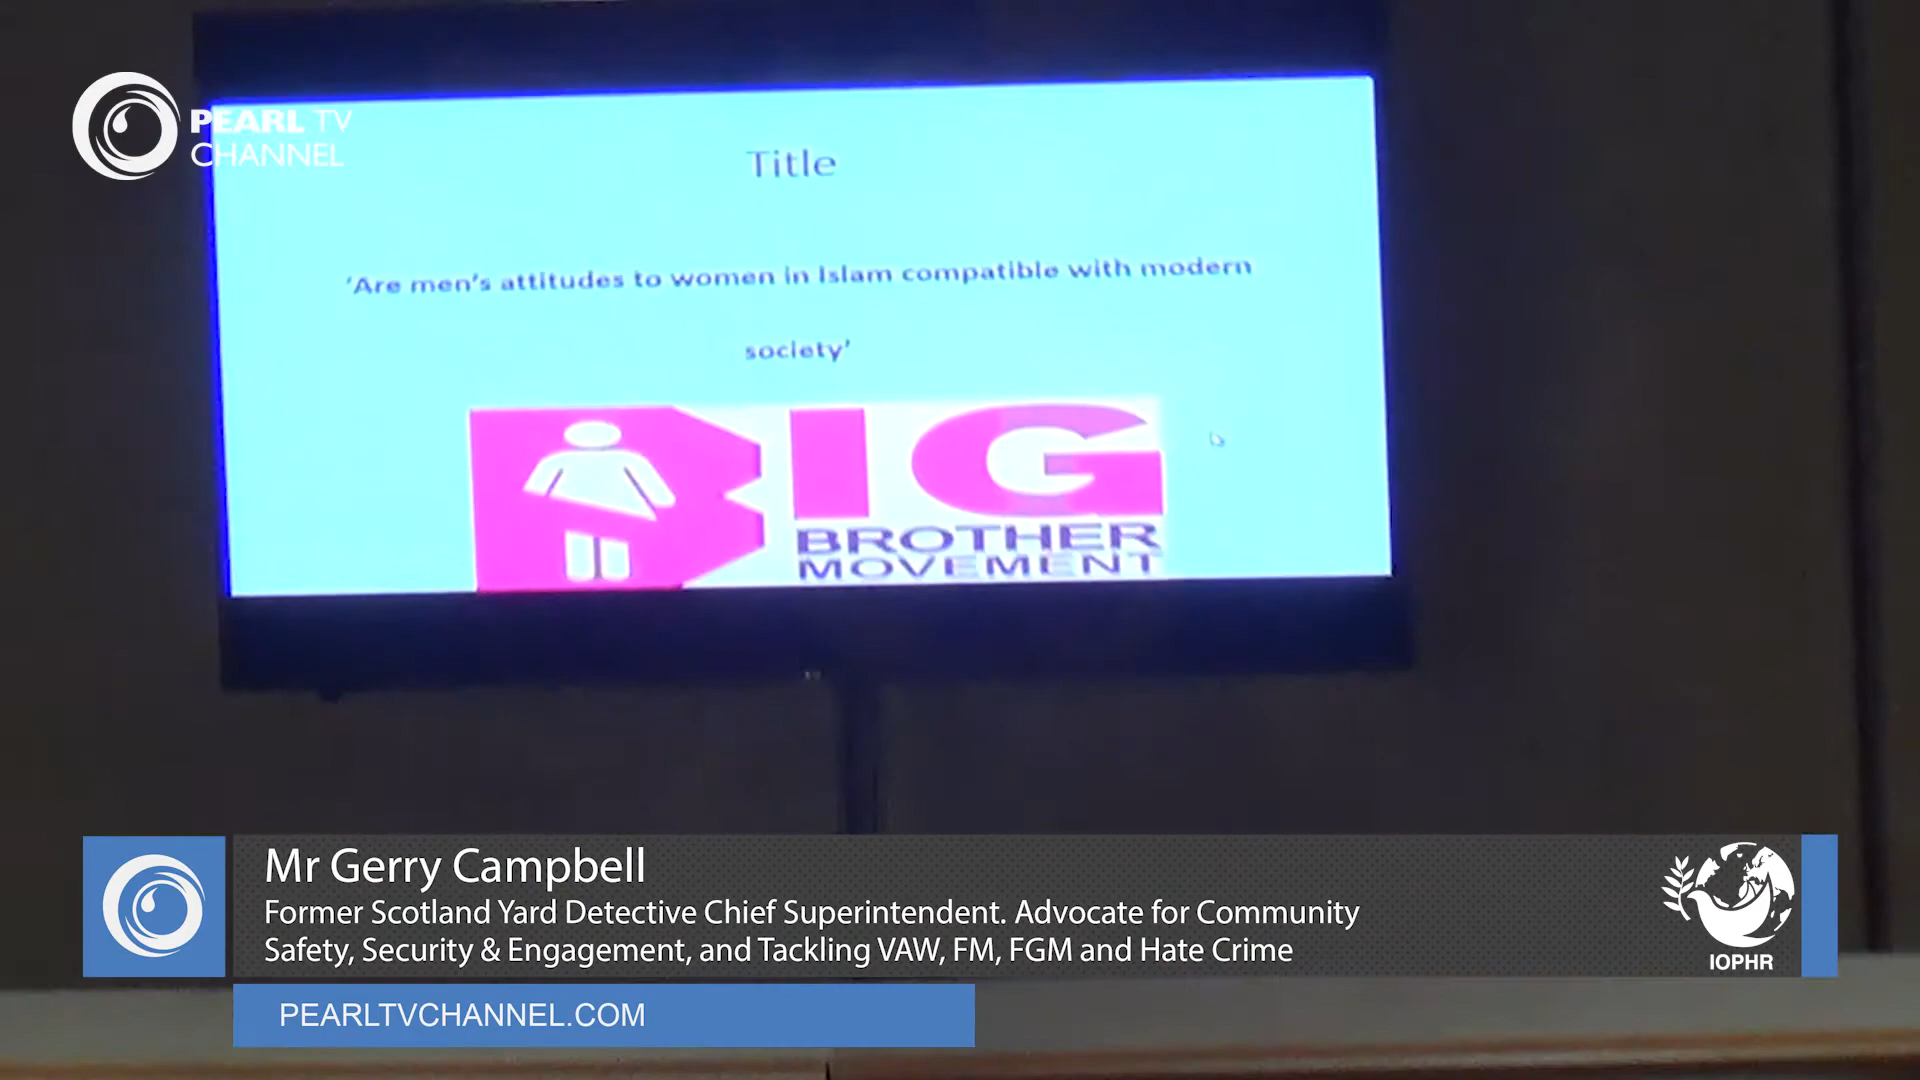 PEARL TV
CHANNEL
Title
‘Are men’s attitudes to women in Islam compatible with modern
society’
BIG
BROTHER
MOVEMENT
Mr Gerry Campbell
Former Scotland Yard Detective Chief Superintendent. Advocate for Community
Safety, Security & Engagement, and Tackling VAW, FM, FGM and Hate Crime
IOPHR
PEARLTVCHANNEL.COM